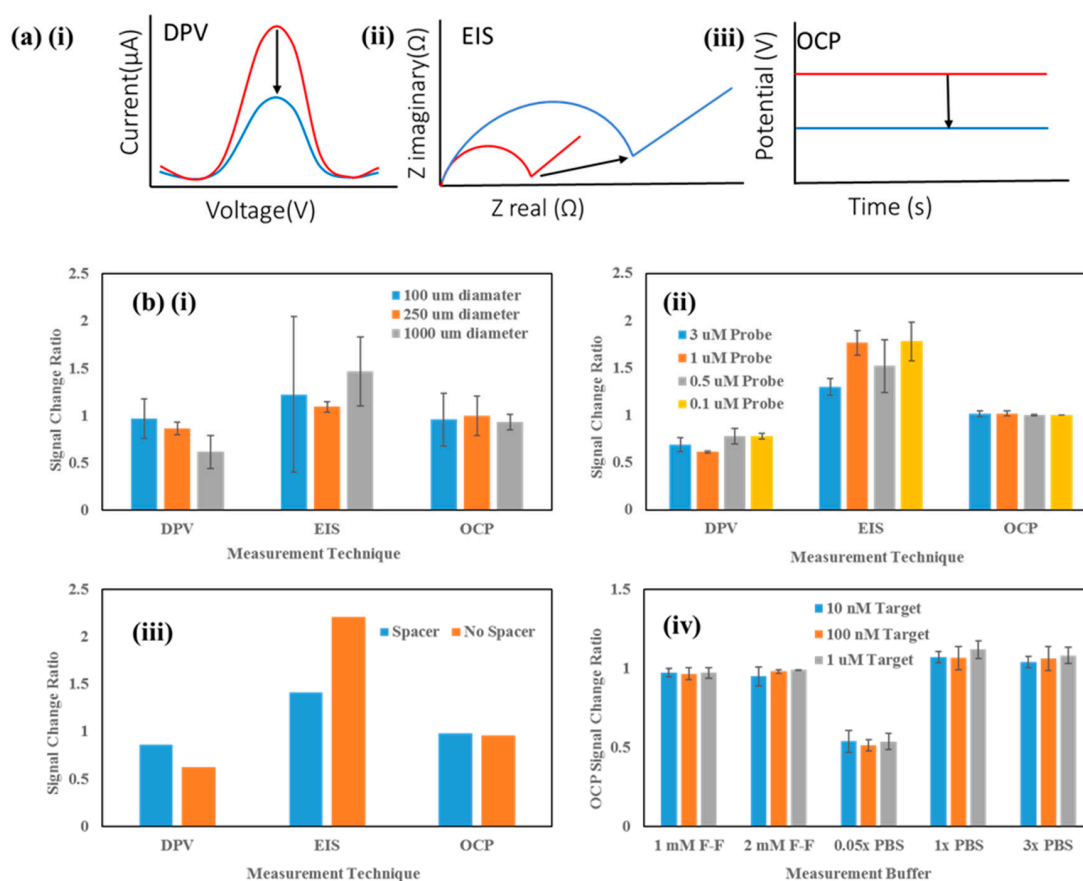 (a) (i)
DPV
Current(µA)
Voltage(V)
(ii)
EIS
Z imaginary(Ω)
Z real (Ω)
(iii)
OCP
Potential (V)
Time (s)
(b) (i)
Signal Change Ratio
2.5
2
1.5
1
0.5
0
100 um diamater
250 um diameter
1000 um diameter
DPV EIS OCP
Measurement Technique
(ii)
Signal Change Ratio
2.5
2
1.5
1
0.5
0
3 uM Probe
1 uM Probe
0.5 uM Probe
0.1 uM Probe
DPV EIS OCP
Measurement Technique
(iii)
Signal Change Ratio
2.5
2
1.5
1
0.5
0
Spacer No Spacer
DPV EIS OCP
Measurement Technique
(iv)
OCP Signal Change Ratio
1.5
1
0.5
0
10 nM Target
100 nM Target
1 uM Target
1 mM F-F 2 mM F-F 0.05x PBS 1x PBS 3x PBS
Measurement Buffer